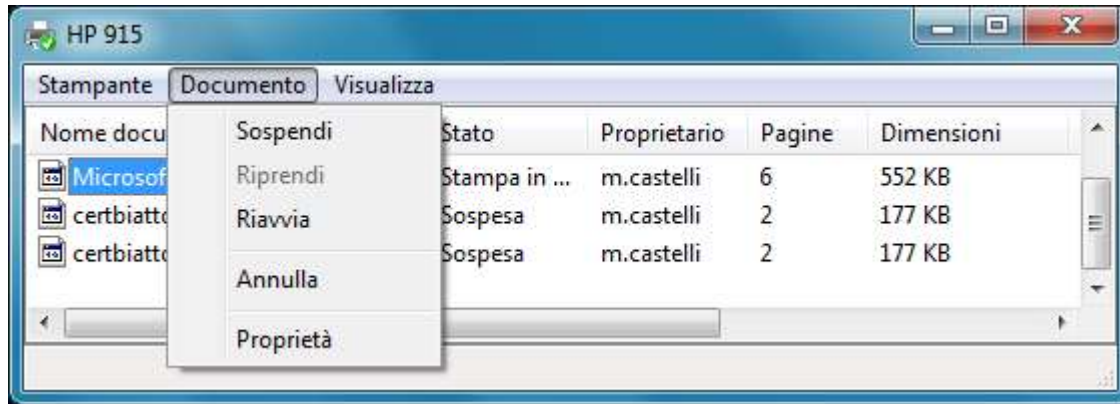 HP 915
Stampante Documento Visualizza
Nome docu Stato Proprietario Pagine Dimensioni
Microsof Stampa in ... m.castelli 6 552 KB
certbiatto Sospesa m.castelli 2 177 KB
certbiatto Sospesa m.castelli 2 177 KB
Sospendi
Riprendi
Riavvia
Annulla
Proprietà